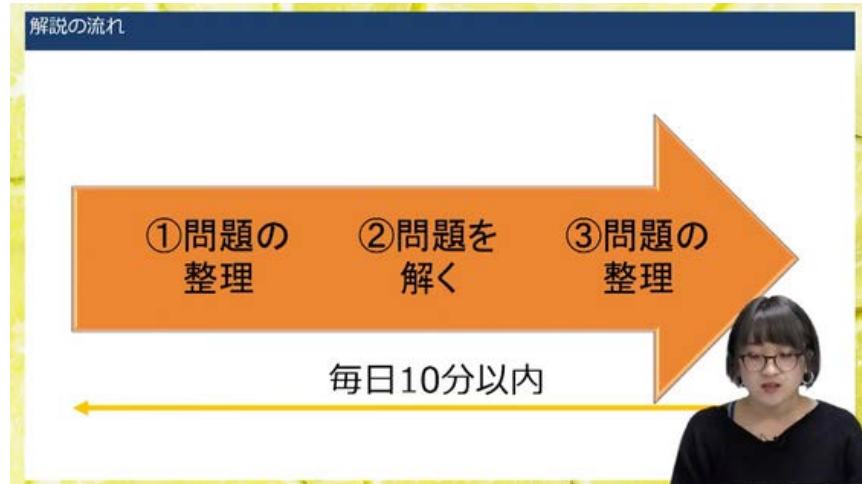 解説の流れ
①問題の
整理
②問題を
解く
③問題の
整理
毎日10分以内